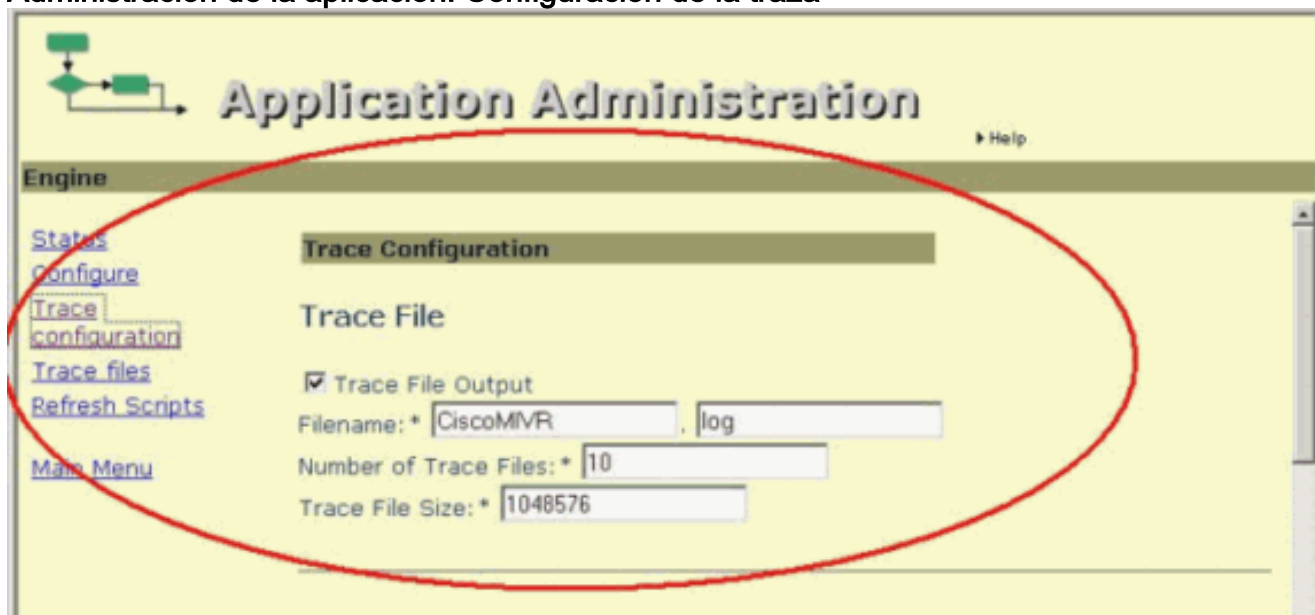 Administración de la aplicación: Configuración de la traza
Application Administration
Help
Engine
Status
Configure
Trace
configuration
Trace files
Refresh Scripts
Main Menu
Trace Configuration
Trace File
Trace File Output
Filename: * CiscoMIVR . log
Number of Trace Files: * 10
Trace File Size: * 1048576